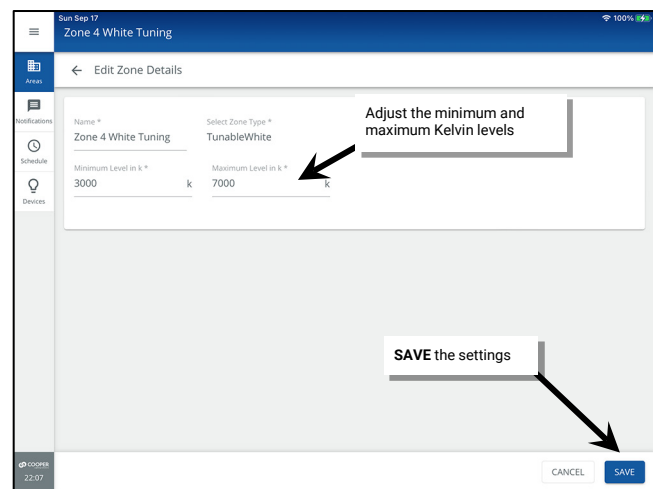 Sun Sep 17
100%
Zone 4 White Tuning
Areas
Edit Zone Details
Notifications
Schedule
Devices
Name *
Select Zone Type *
Zone 4 White Tuning
TunableWhite
Minimum Level in k *
Maximum Level in k *
3000 k
7000 k
Adjust the minimum and
maximum Kelvin levels
SAVE the settings
COOPER
22:07
CANCEL
SAVE